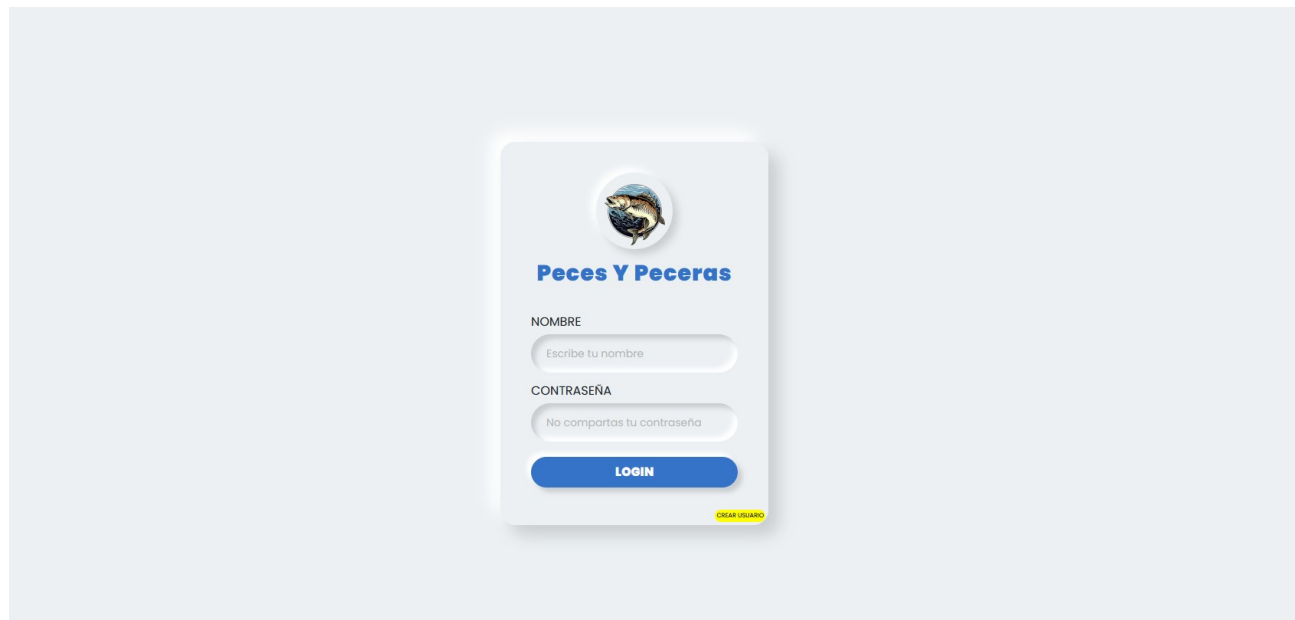 Peces Y Peceras
NOMBRE
Escribe tu nombre
CONTRASEÑA
No compartas tu contraseña
LOGIN
CREAR USUARIO